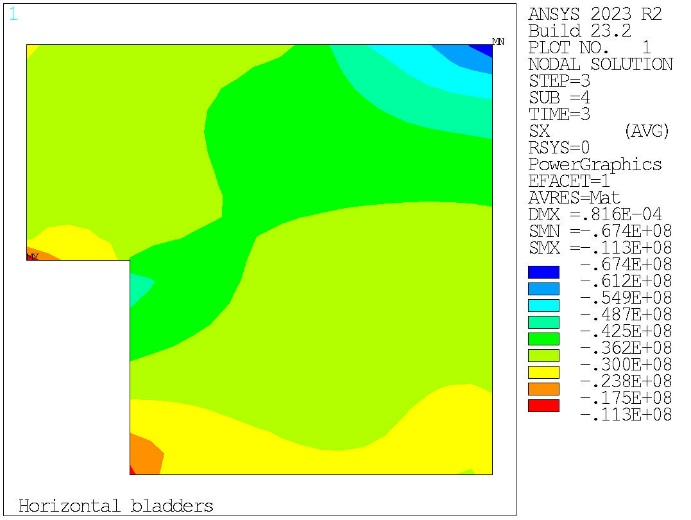 1
ANSYS 2023 R2
Build 23.2
PLOT NO. 1
NODAL SOLUTION
STEP=3
SUB =4
TIME=3
SX (AVG)
RSYS=0
PowerGraphics
EFACET=1
AVRES=Mat
DMX =.816E-04
SMN =-.674E+08
SMX =-.113E+08
-.674E+08
-.612E+08
-.549E+08
-.487E+08
-.425E+08
-.362E+08
-.300E+08
-.238E+08
-.175E+08
-.113E+08
MN
MX
Horizontal bladders